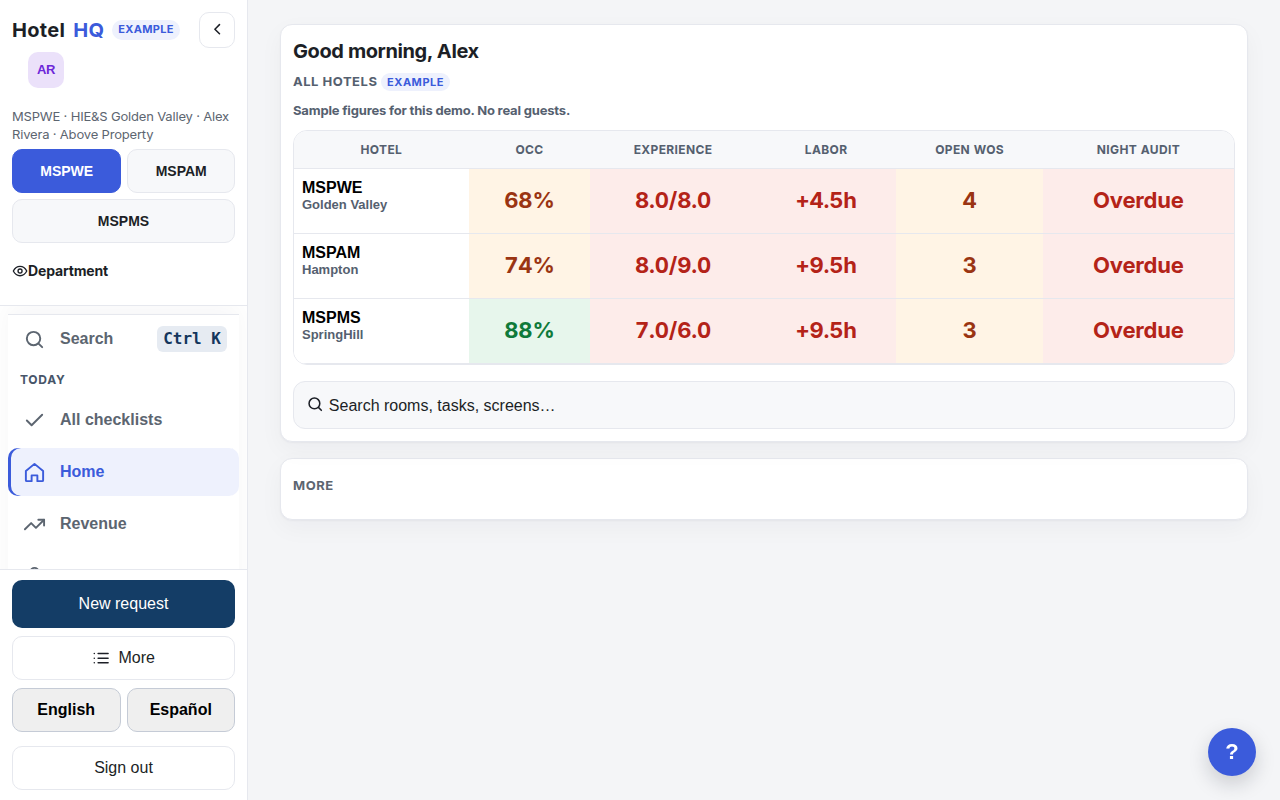 Hotel HQ EXAMPLE
AR
MSPWE · HIE&S Golden Valley · Alex
Rivera · Above Property
MSPWE MSPAM
MSPMS
Department
Search Ctrl K
TODAY
All checklists
Home
Revenue
New request
More
English Español
Sign out
Good morning, Alex
ALL HOTELS EXAMPLE
Sample figures for this demo. No real guests.
HOTEL OCC EXPERIENCE LABOR OPEN WOS NIGHT AUDIT
MSPWE
Golden Valley
68% 8.0/8.0 +4.5h 4 Overdue
MSPAM
Hampton
74% 8.0/9.0 +9.5h 3 Overdue
MSPMS
SpringHill
88% 7.0/6.0 +9.5h 3 Overdue
Search rooms, tasks, screens…
MORE
?